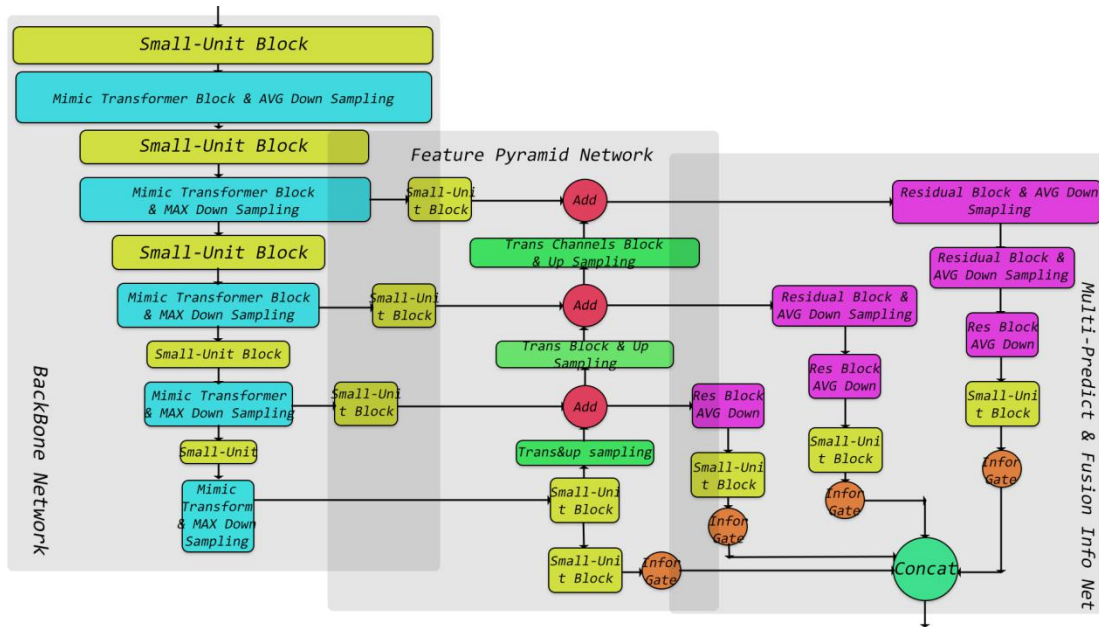 Small-Unit Block
Mimic Transformer Block & AVG Down Sampling
Small-Unit Block
Feature Pyramid Network
Mimic Transformer Block
& MAX Down Sampling
Small-Uni
t Block
Add
Residual Block & AVG Down
Smapling
Small-Unit Block
Trans Channels Block
& Up Sampling
Residual Block &
AVG Down Sampling
Mimic Transformer Block
& MAX Down Sampling
Small-Uni
t Block
Add
Residual Block &
AVG Down Sampling
Res Block
AVG Down
Small-Unit Block
Trans Block & Up
Sampling
Res Block
AVG Down
Mimic Transformer
& MAX Down Sampling
Small-Uni
t Block
Add
Res Block
AVG Down
Small-Uni
t Block
Small-Unit
Trans&up sampling
Small-Uni
t Block
Small-Uni
t Block
Infor
Gate
Mimic
Transform
& MAX Down
Sampling
Small-Uni
t Block
Infor
Gate
Infor
Gate
Small-Uni
t Block
Infor
Gate
Concat
BackBone Network
Multi-Predict & Fusion Info Net